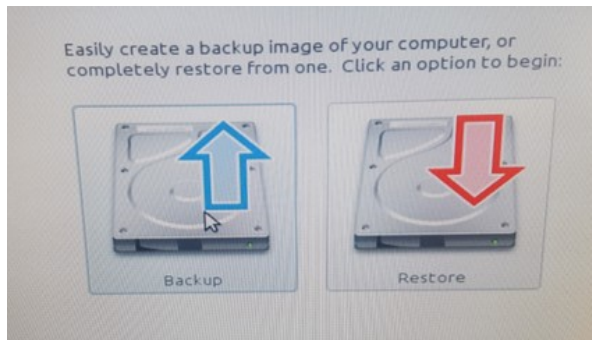 Easily create a backup image of your computer, or
completely restore from one. Click an option to begin:
Backup
Restore